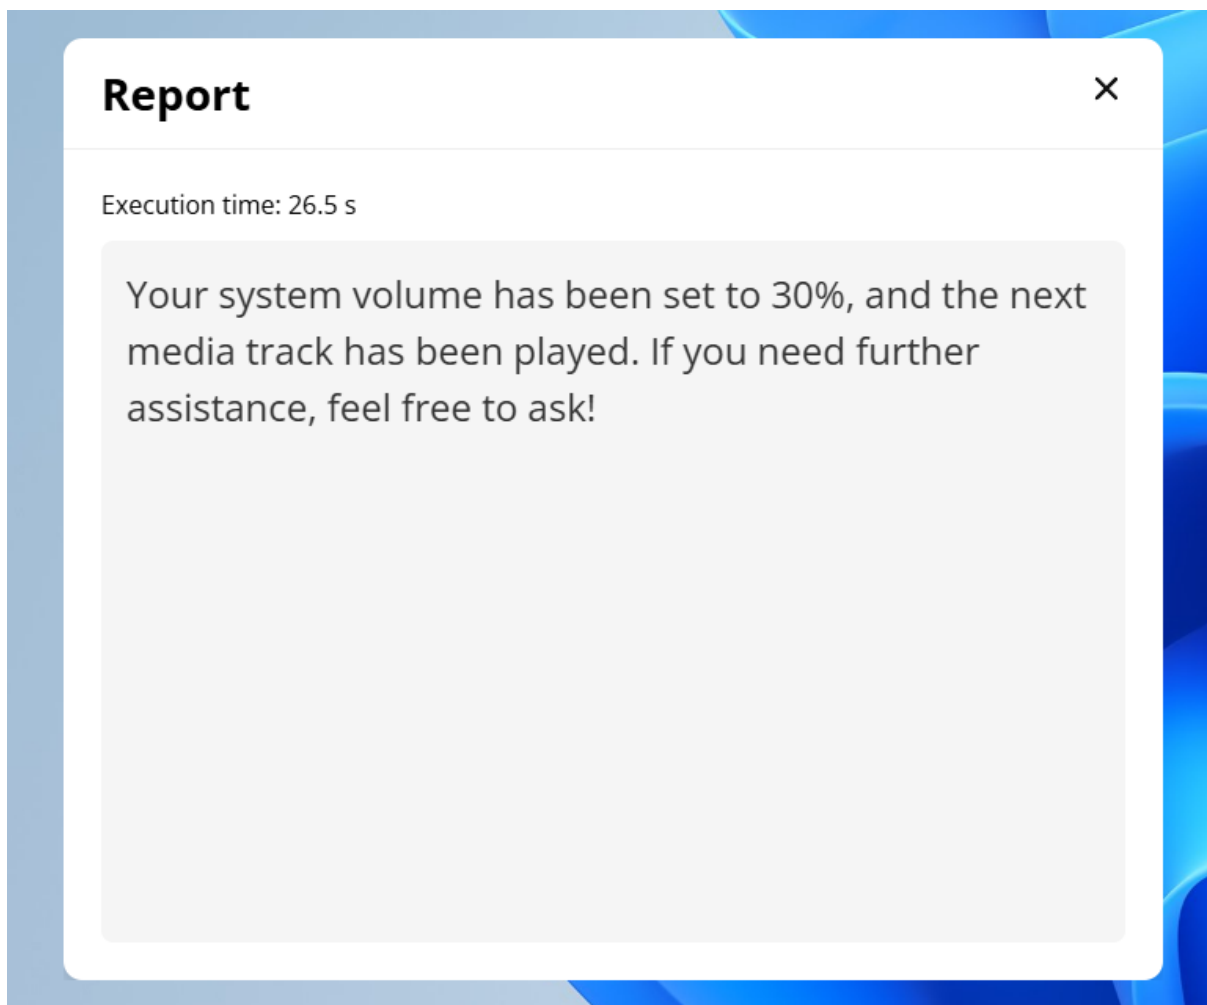 Report
Execution time: 26.5 s
Your system volume has been set to 30%, and the next
media track has been played. If you need further
assistance, feel free to ask!